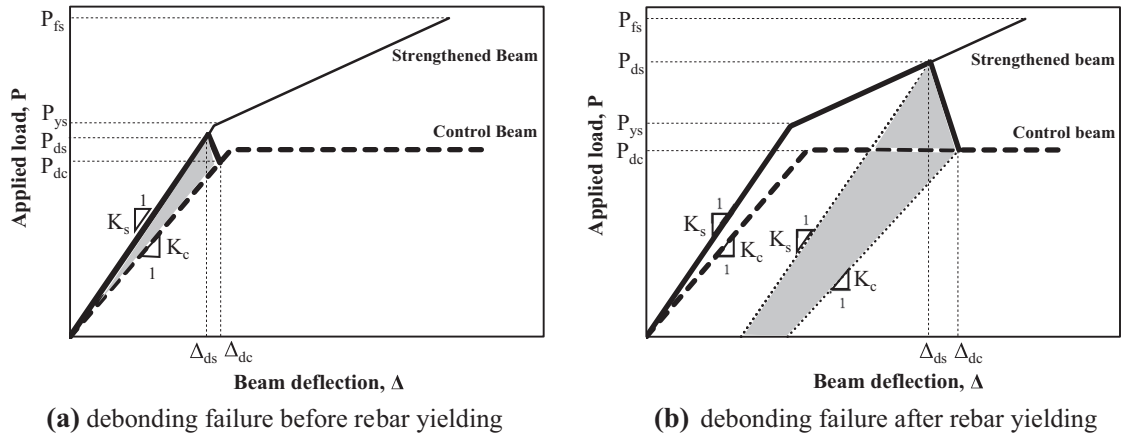 P_fs
Strengthened Beam
P_ys
P_ds
Control Beam
P_dc
Applied load, P
1
K_s
K_c
1
Δ_ds
Δ_dc
Beam deflection, Δ
(a) debonding failure before rebar yielding
P_fs
P_ds
Strengthened beam
P_ys
Control beam
P_dc
Applied load, P
1
K_s
K_c
1
1
K_s
K_c
1
Δ_ds
Δ_dc
Beam deflection, Δ
(b) debonding failure after rebar yielding